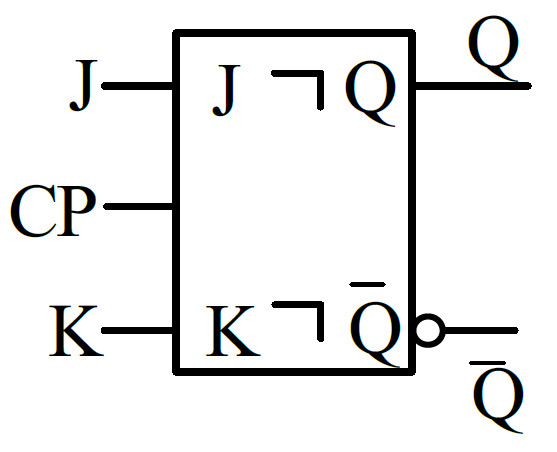 Q
J J ¬ Q
CP
K K ¬ Q̅
Q̅